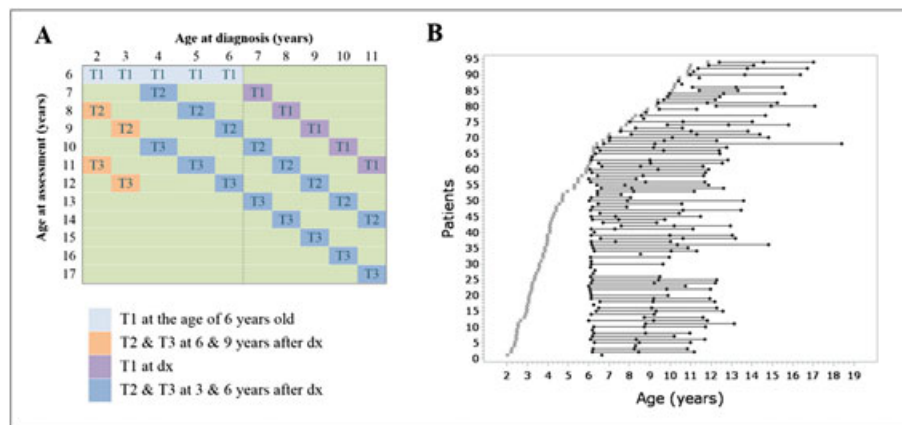 A
Age at diagnosis (years)
2 3 4 5 6 7 8 9 10 11
Age at assessment (years)
6 T1 T1 T1 T1 T1
7 T2 T1
8 T2 T2 T1
9 T2 T2 T1
10 T3 T2 T1
11 T3 T3 T2 T1
12 T3 T3 T2
13 T3 T2
14 T3 T2
15 T3
16 T3
17 T3
T1 at the age of 6 years old
T2 & T3 at 6 & 9 years after dx
T1 at dx
T2 & T3 at 3 & 6 years after dx
B
Patients
95
90
85
80
75
70
65
60
55
50
45
40
35
30
25
20
15
10
5
0
2 3 4 5 6 7 8 9 10 11 12 13 14 15 16 17 18 19
Age (years)